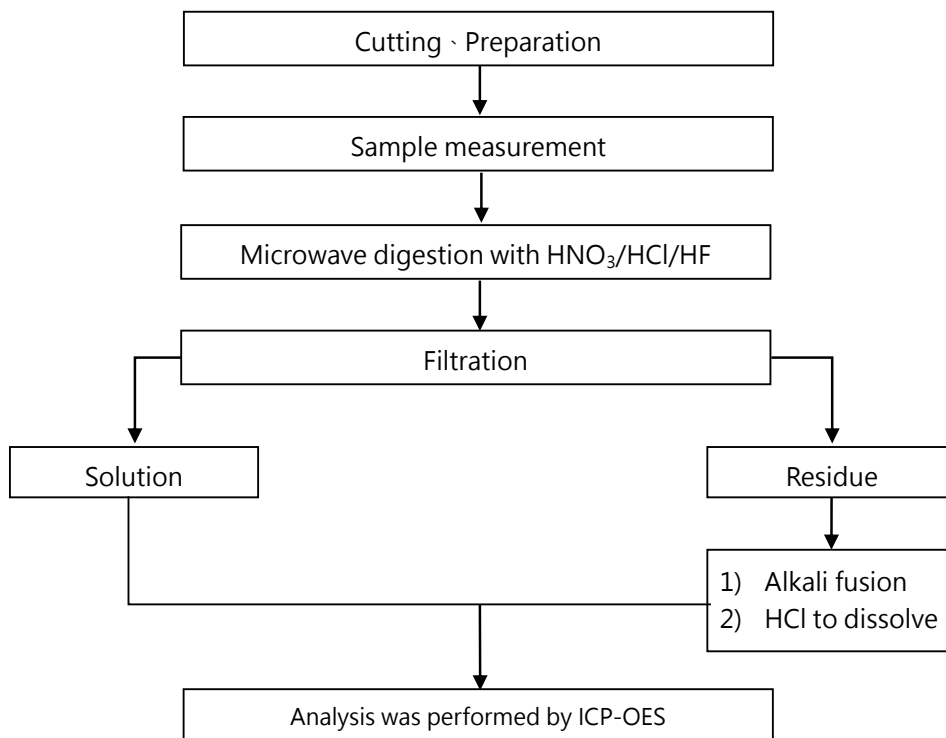 Cutting、Preparation
Sample measurement
Microwave digestion with HNO₃/HCl/HF
Filtration
Solution
Residue
1) Alkali fusion
2) HCl to dissolve
Analysis was performed by ICP-OES